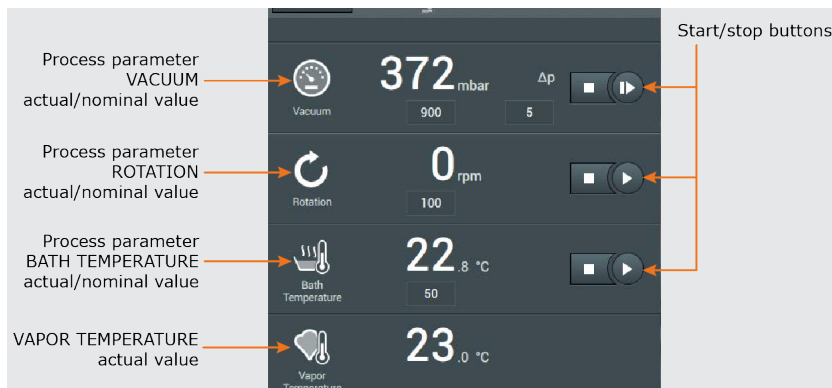 Start/stop buttons
Process parameter
VACUUM
actual/nominal value
372 mbar
Δp
Vacuum
900
5
Process parameter
ROTATION
actual/nominal value
0 rpm
Rotation
100
Process parameter
BATH TEMPERATURE
actual/nominal value
22.8 °C
Bath
Temperature
50
VAPOR TEMPERATURE
actual value
23.0 °C
Vapor
Temperature